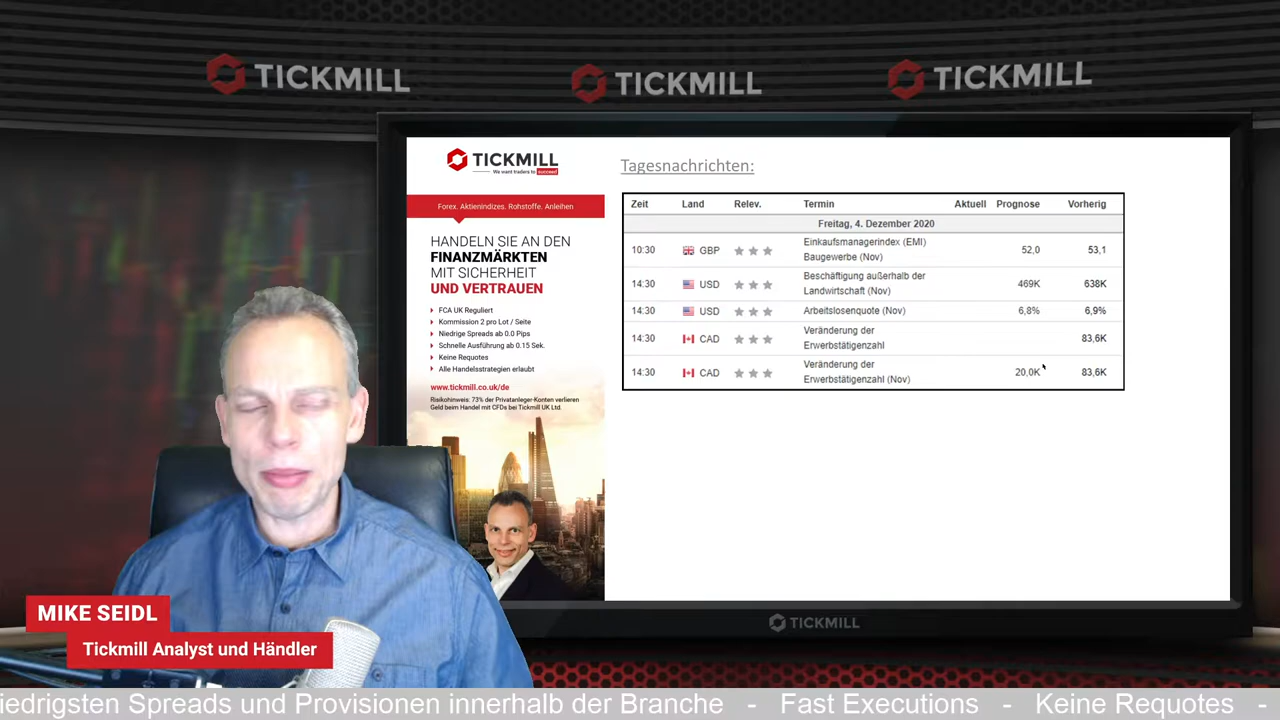 TICKMILL
TICKMILL
TICKMILL
TICKMILL
We want traders to succeed
Forex. Aktienindizes. Rohstoffe. Anleihen
HANDELN SIE AN DEN
FINANZMÄRKTEN
MIT SICHERHEIT
UND VERTRAUEN
FCA UK Reguliert
Kommission 2 pro Lot / Seite
Niedrige Spreads ab 0.0 Pips
Schnelle Ausführung ab 0.15 Sek.
Keine Requotes
Alle Handelsstrategien erlaubt
www.tickmill.co.uk/de
Risikohinweis: 73% der Privatanleger-Konten verlieren
Geld beim Handel mit CFDs bei Tickmill UK Ltd.
Tagesnachrichten:
Zeit Land Relev. Termin Aktuell Prognose Vorherig
Freitag, 4. Dezember 2020
10:30 GBP Einkaufsmanagerindex (EMI) 52,0 53,1
Baugewerbe (Nov)
14:30 USD Beschäftigung außerhalb der 469K 638K
Landwirtschaft (Nov)
14:30 USD Arbeitslosenquote (Nov) 6,8% 6,9%
14:30 CAD Veränderung der 83,6K
Erwerbstätigenzahl
14:30 CAD Veränderung der 20,0K 83,6K
Erwerbstätigenzahl (Nov)
TICKMILL
MIKE SEIDL
Tickmill Analyst und Händler
iedrigsten Spreads und Provisionen innerhalb der Branche - Fast Executions - Keine Requotes -